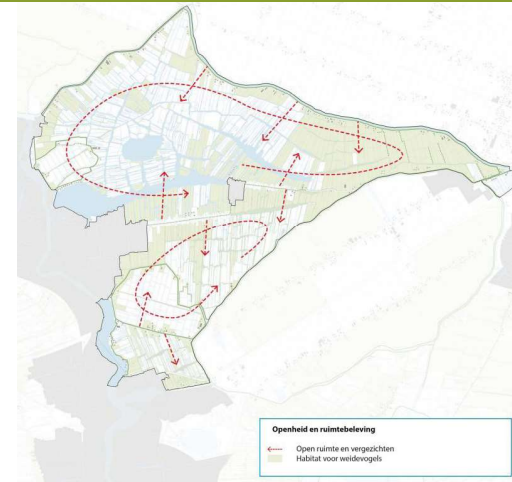 Openheid en ruimtebeleving
Open ruimte en vergezichten
Habitat voor weidevogels